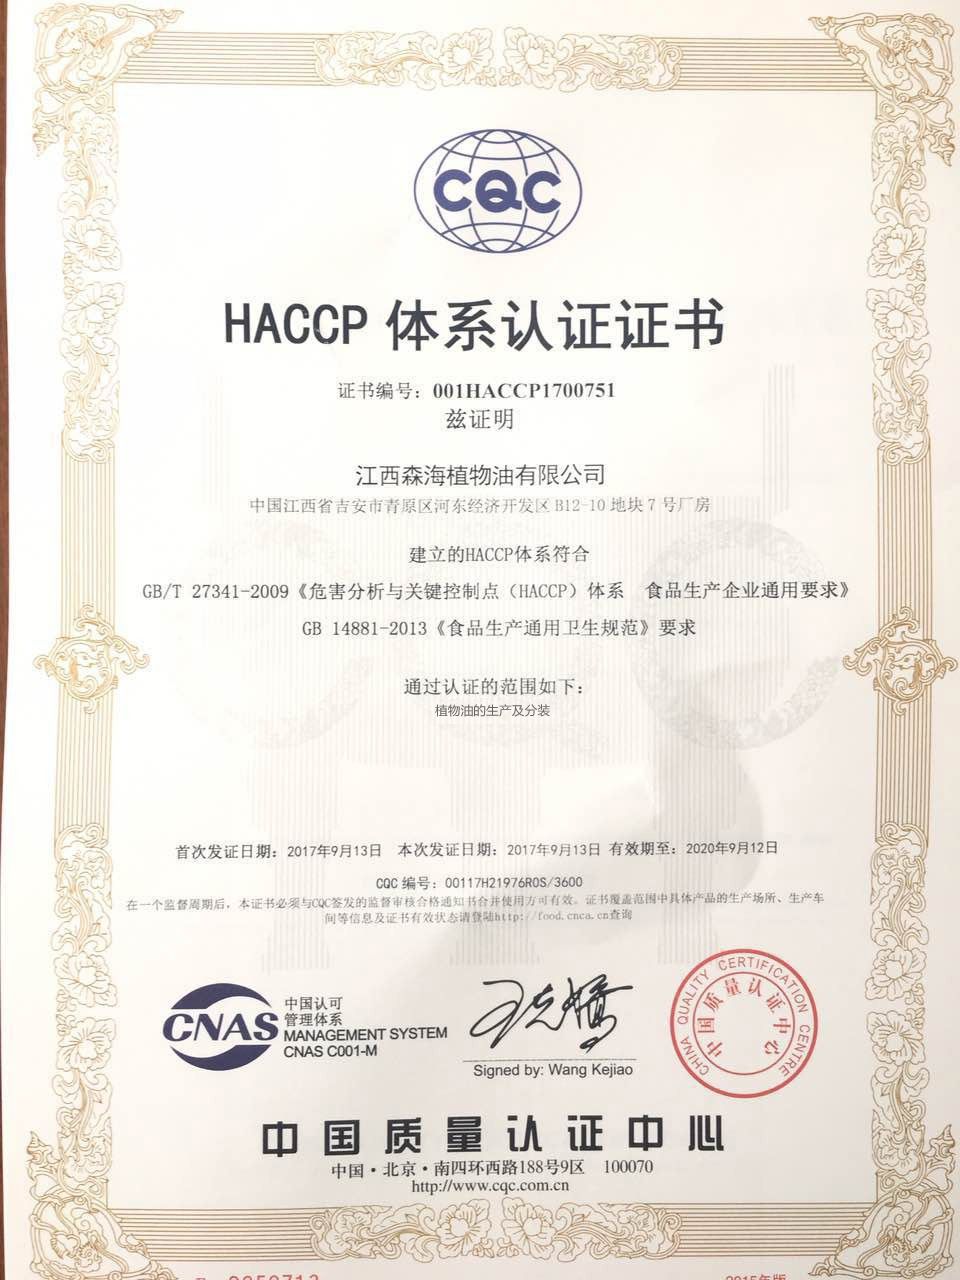 CQC
HACCP 体系认证证书
证书编号：001HACCP1700751
兹证明
江西森海植物油有限公司
中国江西省吉安市青原区河东经济开发区 B12-10 地块 7 号厂房
建立的HACCP体系符合
GB/T 27341-2009《危害分析与关键控制点（HACCP）体系　食品生产企业通用要求》
GB 14881-2013《食品生产通用卫生规范》要求
通过认证的范围如下：
植物油的生产及分装
首次发证日期：2017年9月13日　本次发证日期：2017年9月13日 有效期至：2020年9月12日
CQC 编号：00117H21976R0S/3600
在一个监督周期后，本证书必须与CQC签发的监督审核合格通知书合并使用方可有效。证书覆盖范围中具体产品的生产场所、生产车
间等信息及证书有效状态请登陆http://food.cnca.cn查询
CNAS
中国认可
管理体系
MANAGEMENT SYSTEM
CNAS C001-M
Signed by: Wang Kejiao
CHINA QUALITY CERTIFICATION CENTRE
中国质量认证中心
中国质量认证中心
中国·北京·南四环西路188号9区　100070
http://www.cqc.com.cn